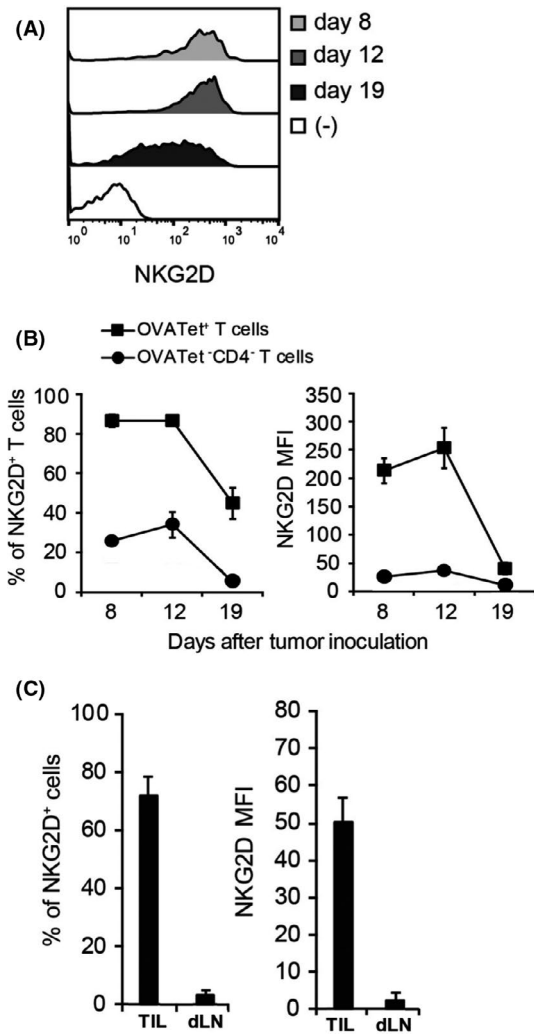 (A)
day 8
day 12
day 19
(-)
10^0 10^1 10^2 10^3 10^4
NKG2D
(B)
OVATet⁺ T cells
OVATet ⁻CD4⁻ T cells
% of NKG2D⁺ T cells
100
80
60
40
20
0
8 12 19
NKG2D MFI
350
300
250
200
150
100
50
0
8 12 19
Days after tumor inoculation
(C)
% of NKG2D⁺ cells
100
80
60
40
20
0
TIL dLN
NKG2D MFI
80
70
60
50
40
30
20
10
0
TIL dLN